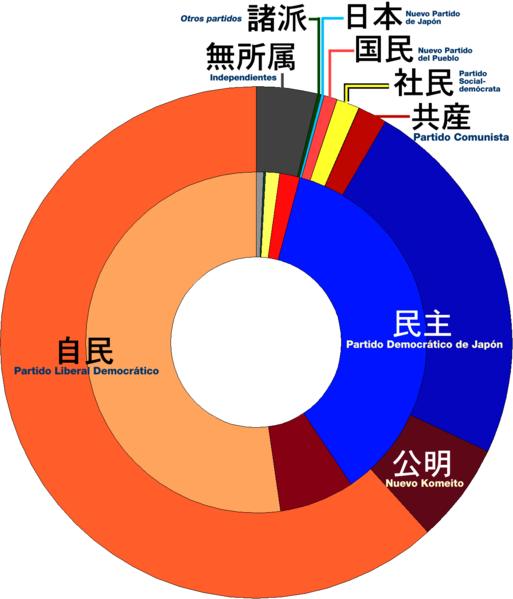 諸派
Otros partidos
日本
Nuevo Partido
de Japón
無所属
Independientes
国民
Nuevo Partido
del Pueblo
社民
Partido
Social-
demócrata
共産
Partido Comunista
民主
Partido Democrático de Japón
自民
Partido Liberal Democrático
公明
Nuevo Komeito